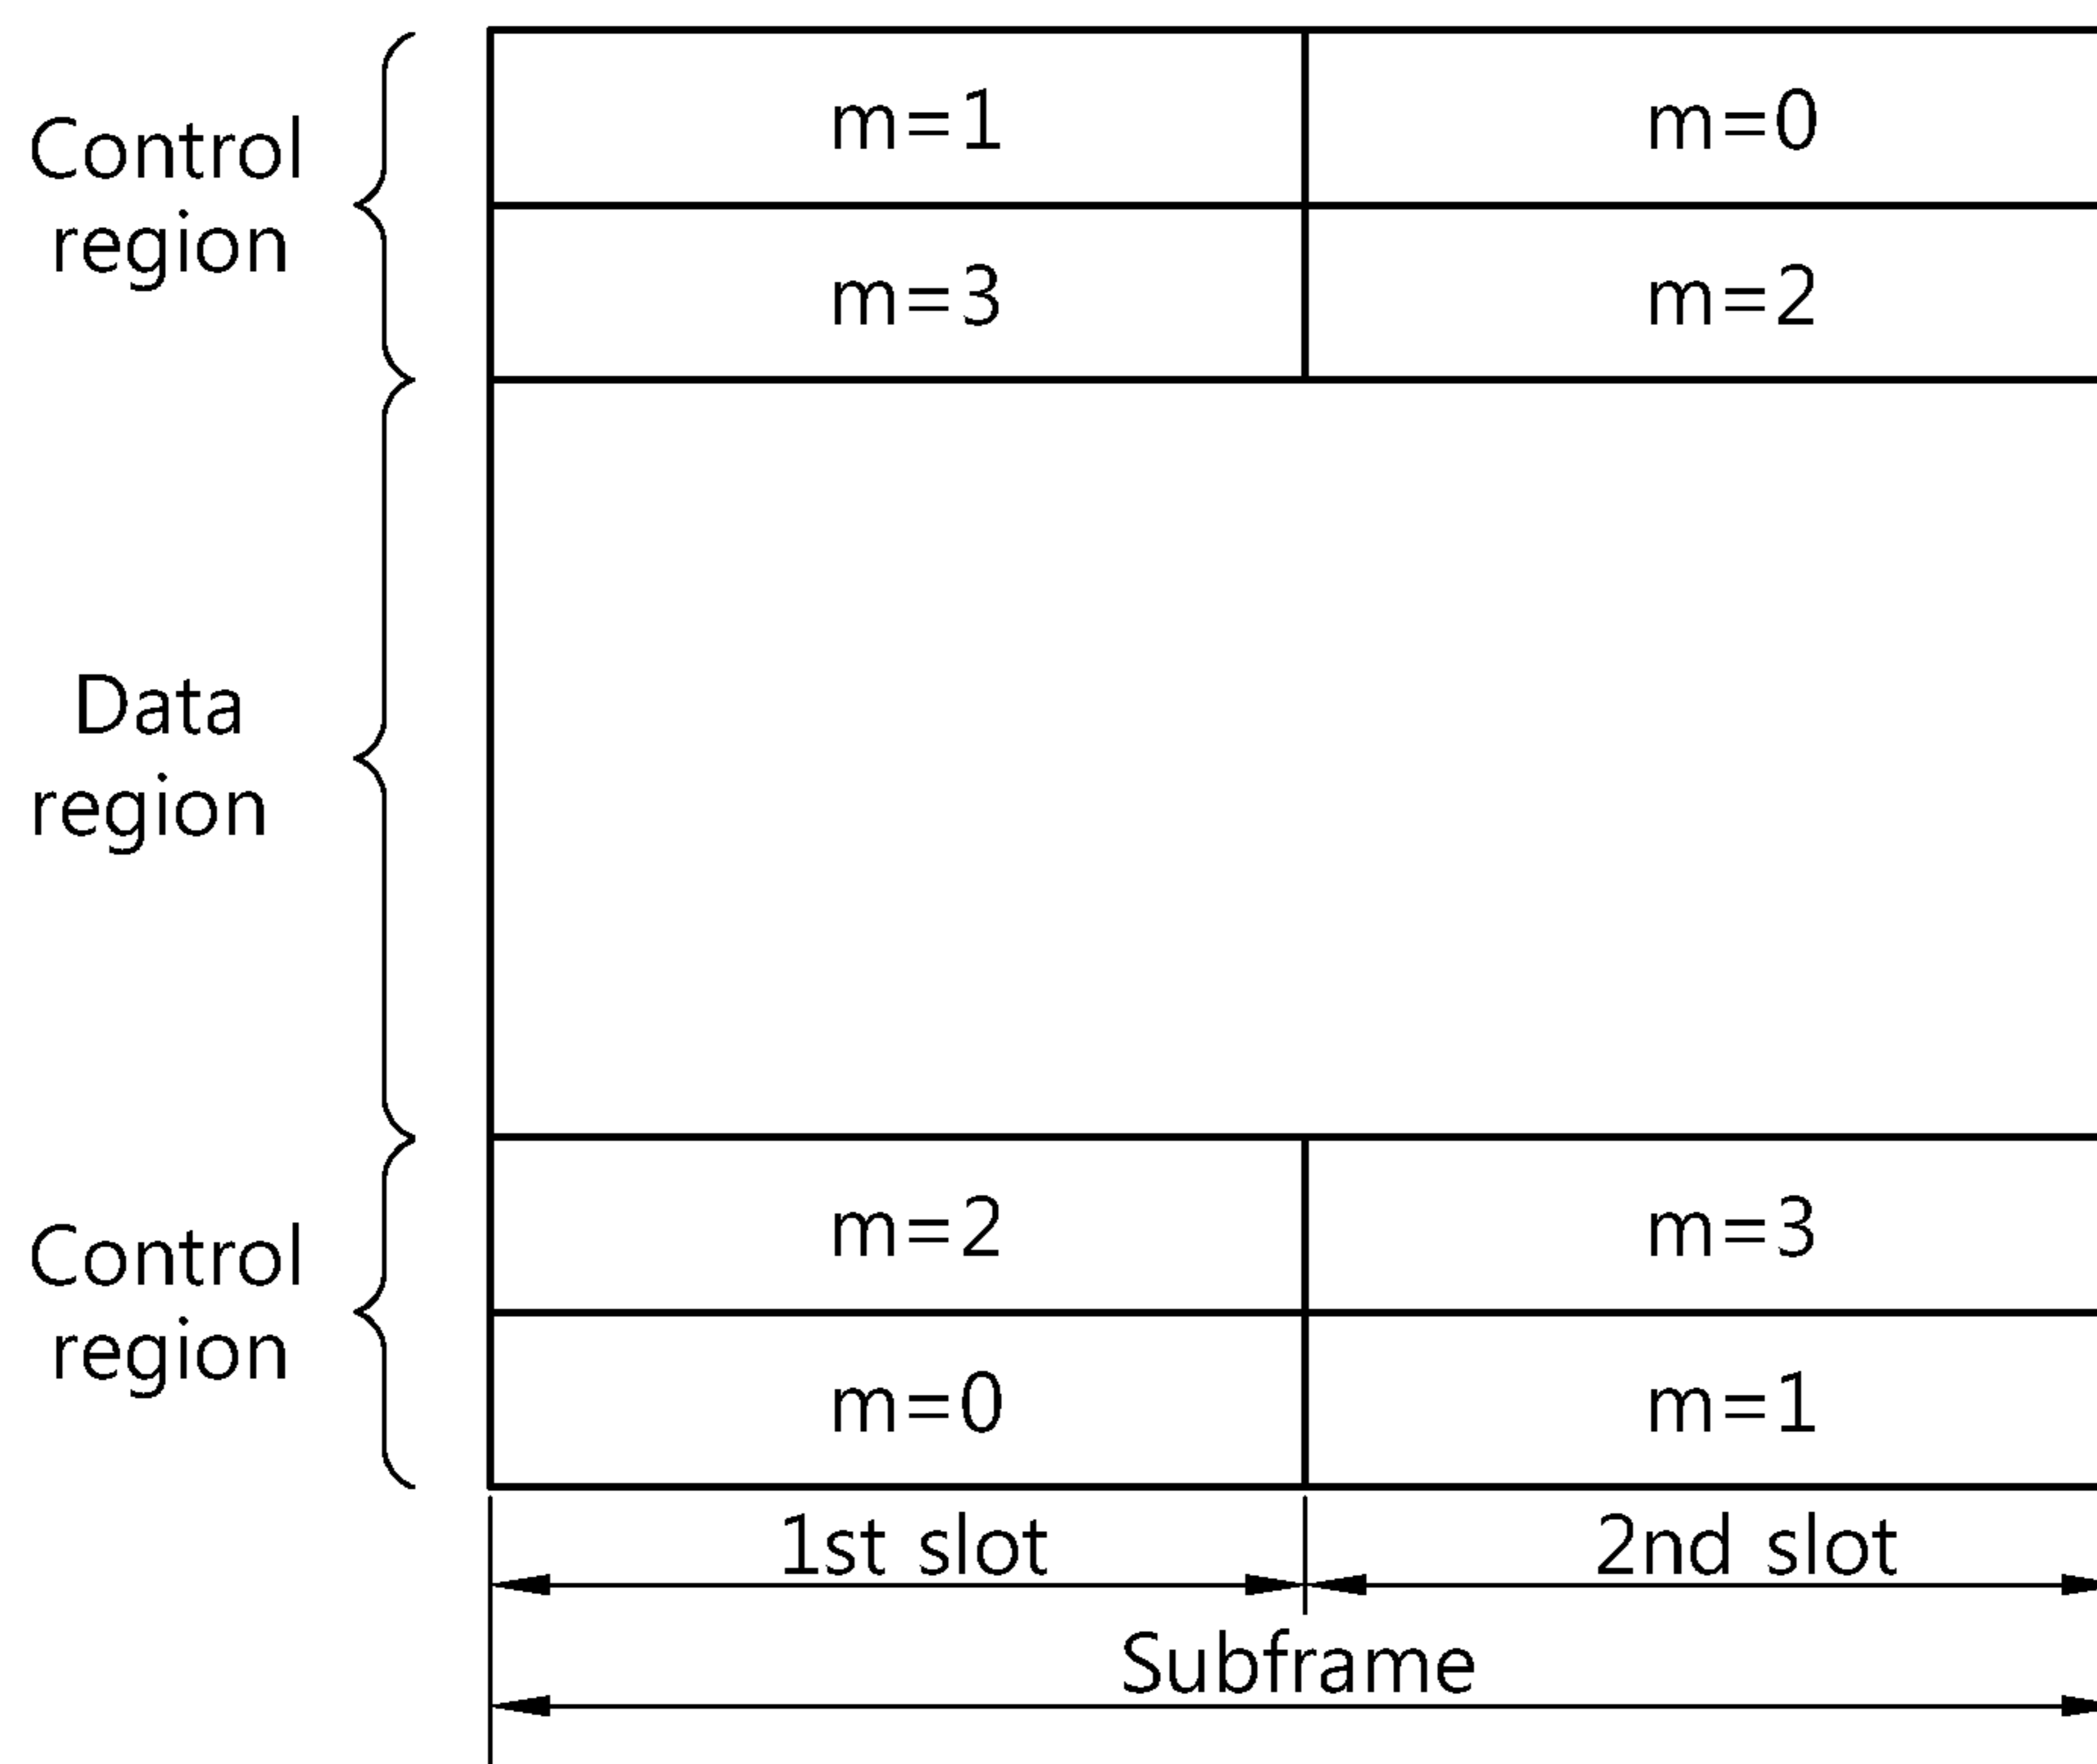 m=1 m=0
Control
region
m=3 m=2
Data
region
m=2 m=3
Control
region
m=0 m=1
1st slot 2nd slot
Subframe